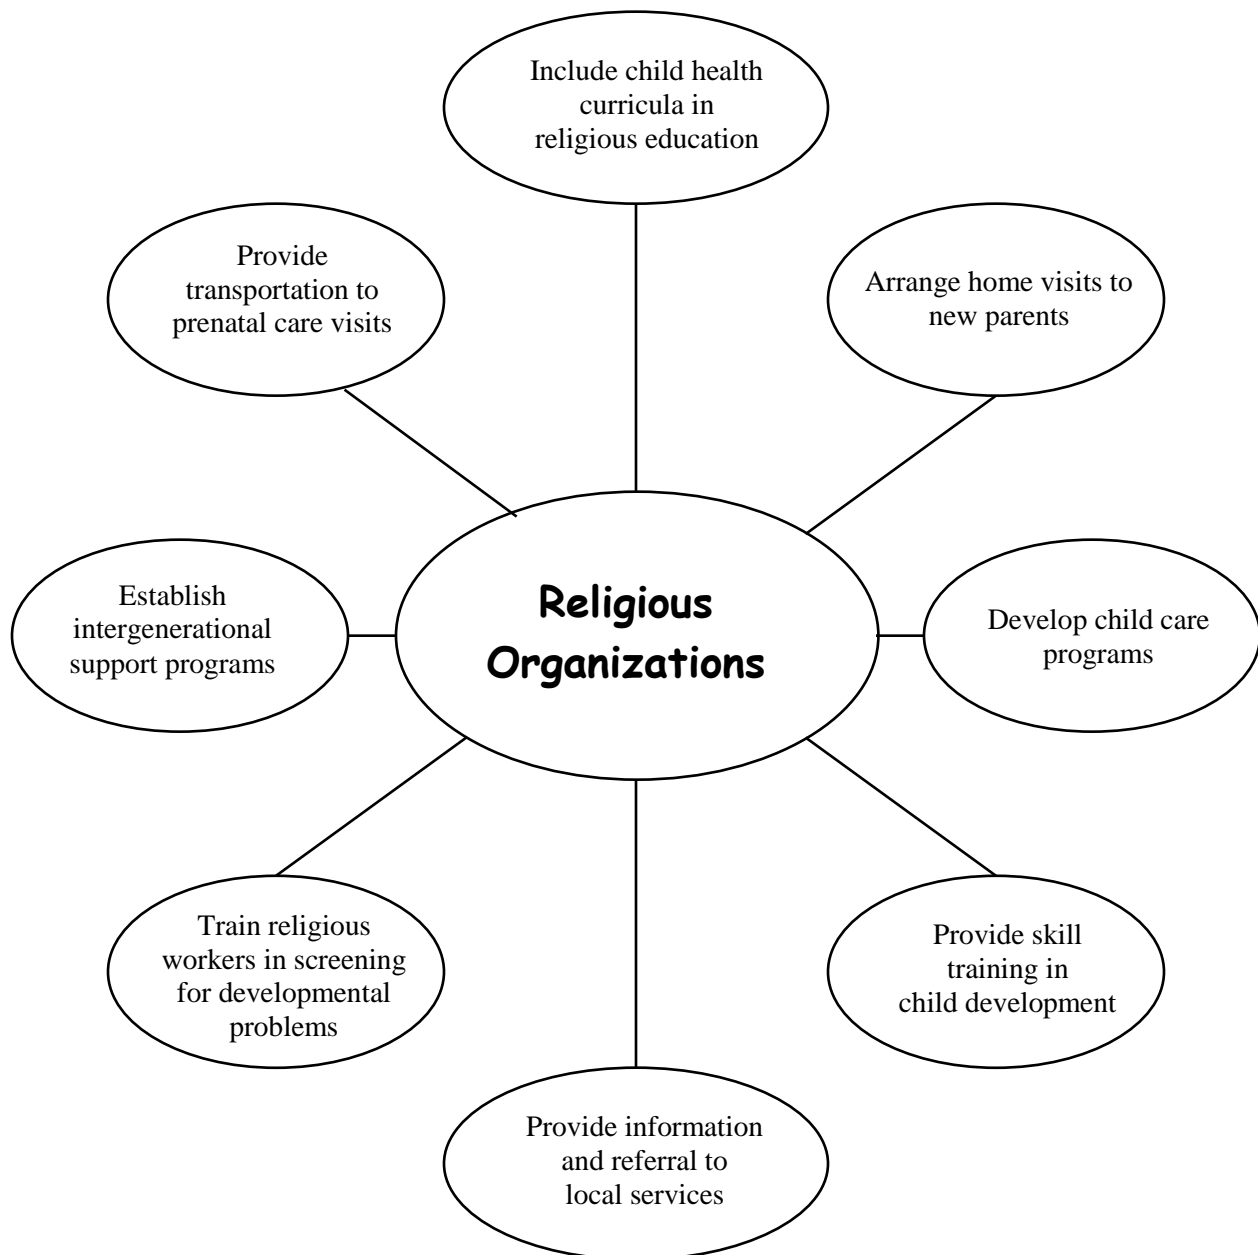 Include child health
curricula in
religious education
Provide
transportation to
prenatal care visits
Arrange home visits to
new parents
Establish
intergenerational
support programs
Religious
Organizations
Develop child care
programs
Train religious
workers in screening
for developmental
problems
Provide skill
training in
child development
Provide information
and referral to
local services